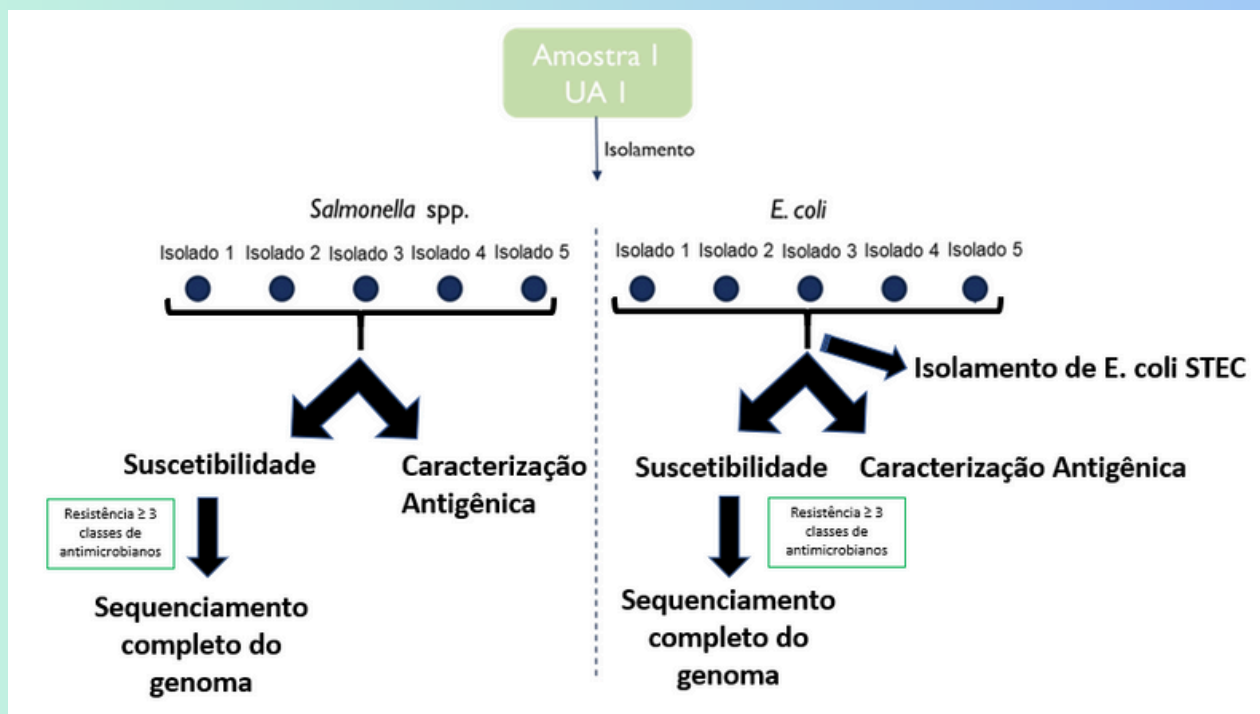 Amostra 1
UA 1
Isolamento
Salmonella spp.
Isolado 1 Isolado 2 Isolado 3 Isolado 4 Isolado 5
Suscetibilidade
Caracterização
Antigênica
Resistência ≥ 3
classes de
antimicrobianos
Sequenciamento
completo do
genoma
E. coli
Isolado 1 Isolado 2 Isolado 3 Isolado 4 Isolado 5
Isolamento de E. coli STEC
Suscetibilidade
Caracterização Antigênica
Resistência ≥ 3
classes de
antimicrobianos
Sequenciamento
completo do
genoma